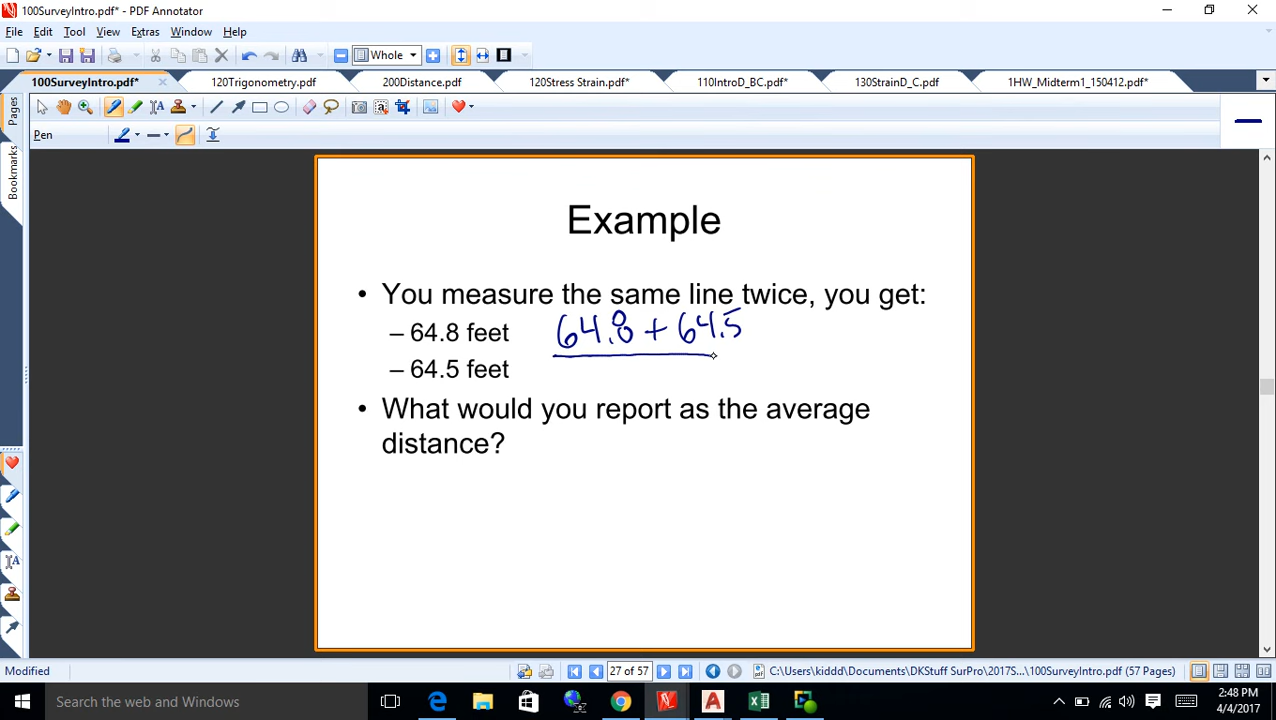 100SurveyIntro.pdf* - PDF Annotator
File Edit Tool View Extras Window Help
Whole
100SurveyIntro.pdf* 120Trigonometry.pdf 200Distance.pdf 120Stress Strain.pdf* 110IntroD_BC.pdf* 130StrainD_C.pdf 1HW_Midterm1_150412.pdf*
Pen
Pages
Bookmarks
Example
• You measure the same line twice, you get:
– 64.8 feet 64.8 + 64.5
– 64.5 feet
• What would you report as the average
distance?
Modified 27 of 57 C:\Users\kiddd\Documents\DKStuff SurPro\2017S...\100SurveyIntro.pdf (57 Pages)
Search the web and Windows
2:48 PM
4/4/2017